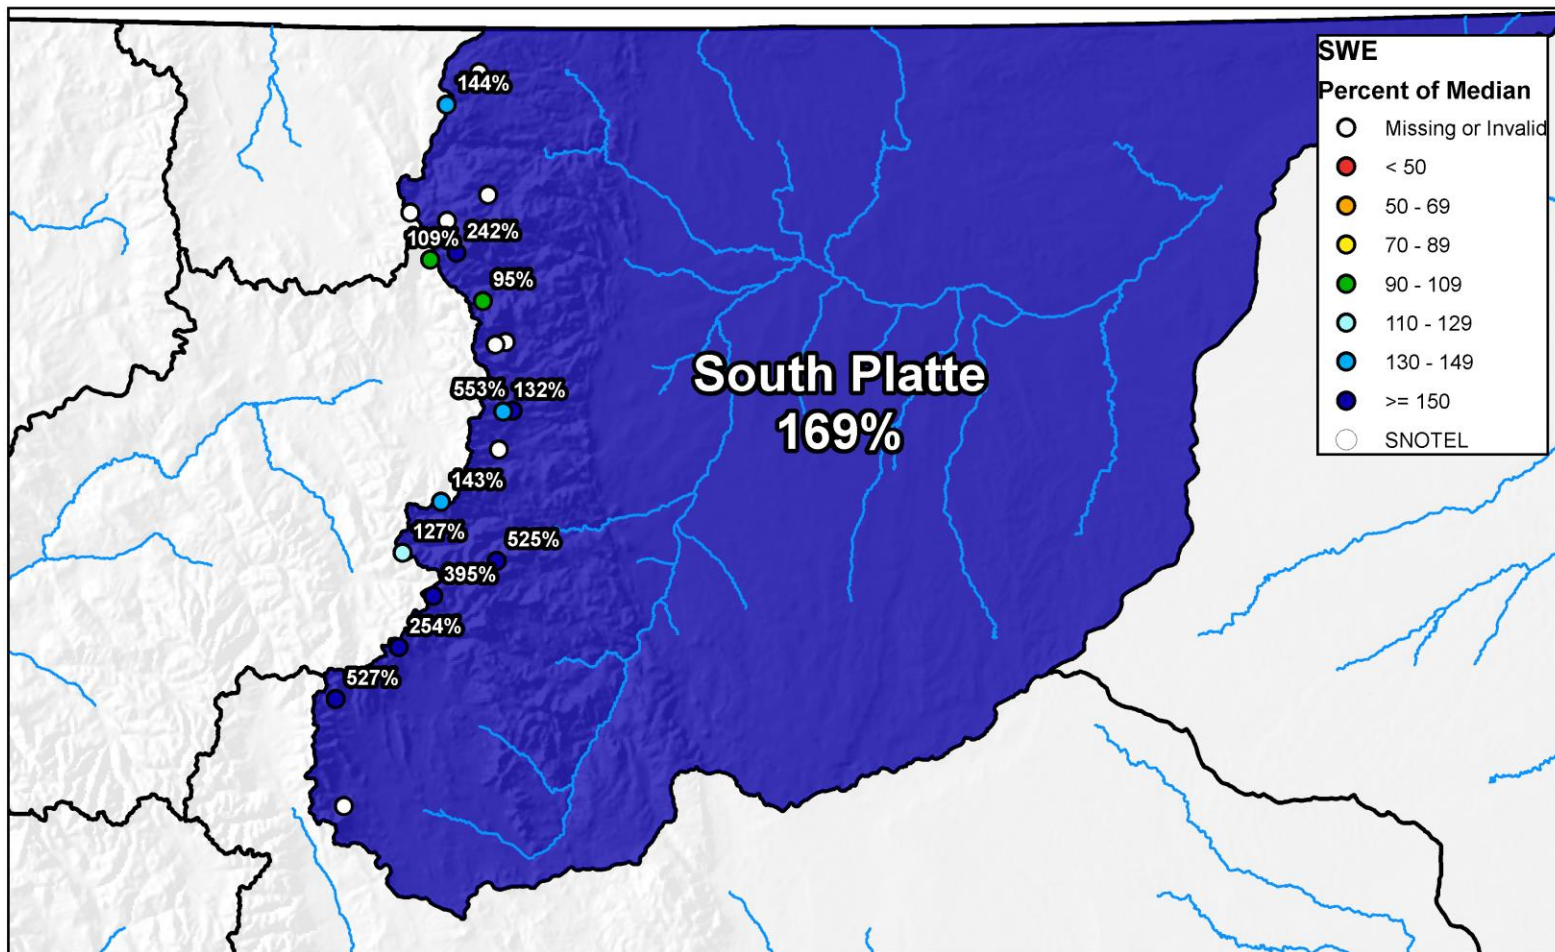 SWE
Percent of Median
Missing or Invalid
< 50
50 - 69
70 - 89
90 - 109
110 - 129
130 - 149
>= 150
SNOTEL
144%
242%
109%
95%
553% 132%
143%
127%
525%
395%
254%
527%
South Platte
169%